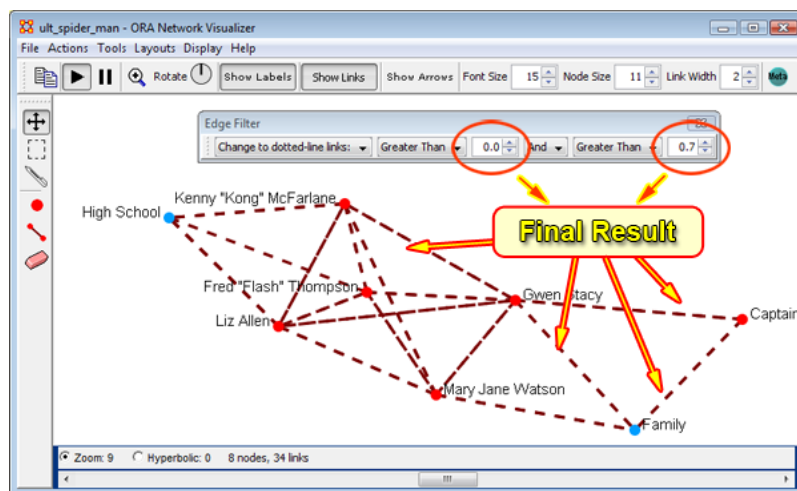 ult_spider_man - ORA Network Visualizer
File Actions Tools Layouts Display Help
Rotate Show Labels Show Links Show Arrows Font Size 15 Node Size 11 Link Width 2 Meta
Edge Filter
Change to dotted-line links: Greater Than 0.0 And Greater Than 0.7
Kenny "Kong" McFarlane
High School
Final Result
Fred "Flash" Thompson
Gwen Stacy
Liz Allen
Captain
Mary Jane Watson
Family
Zoom: 9 Hyperbolic: 0 8 nodes, 34 links